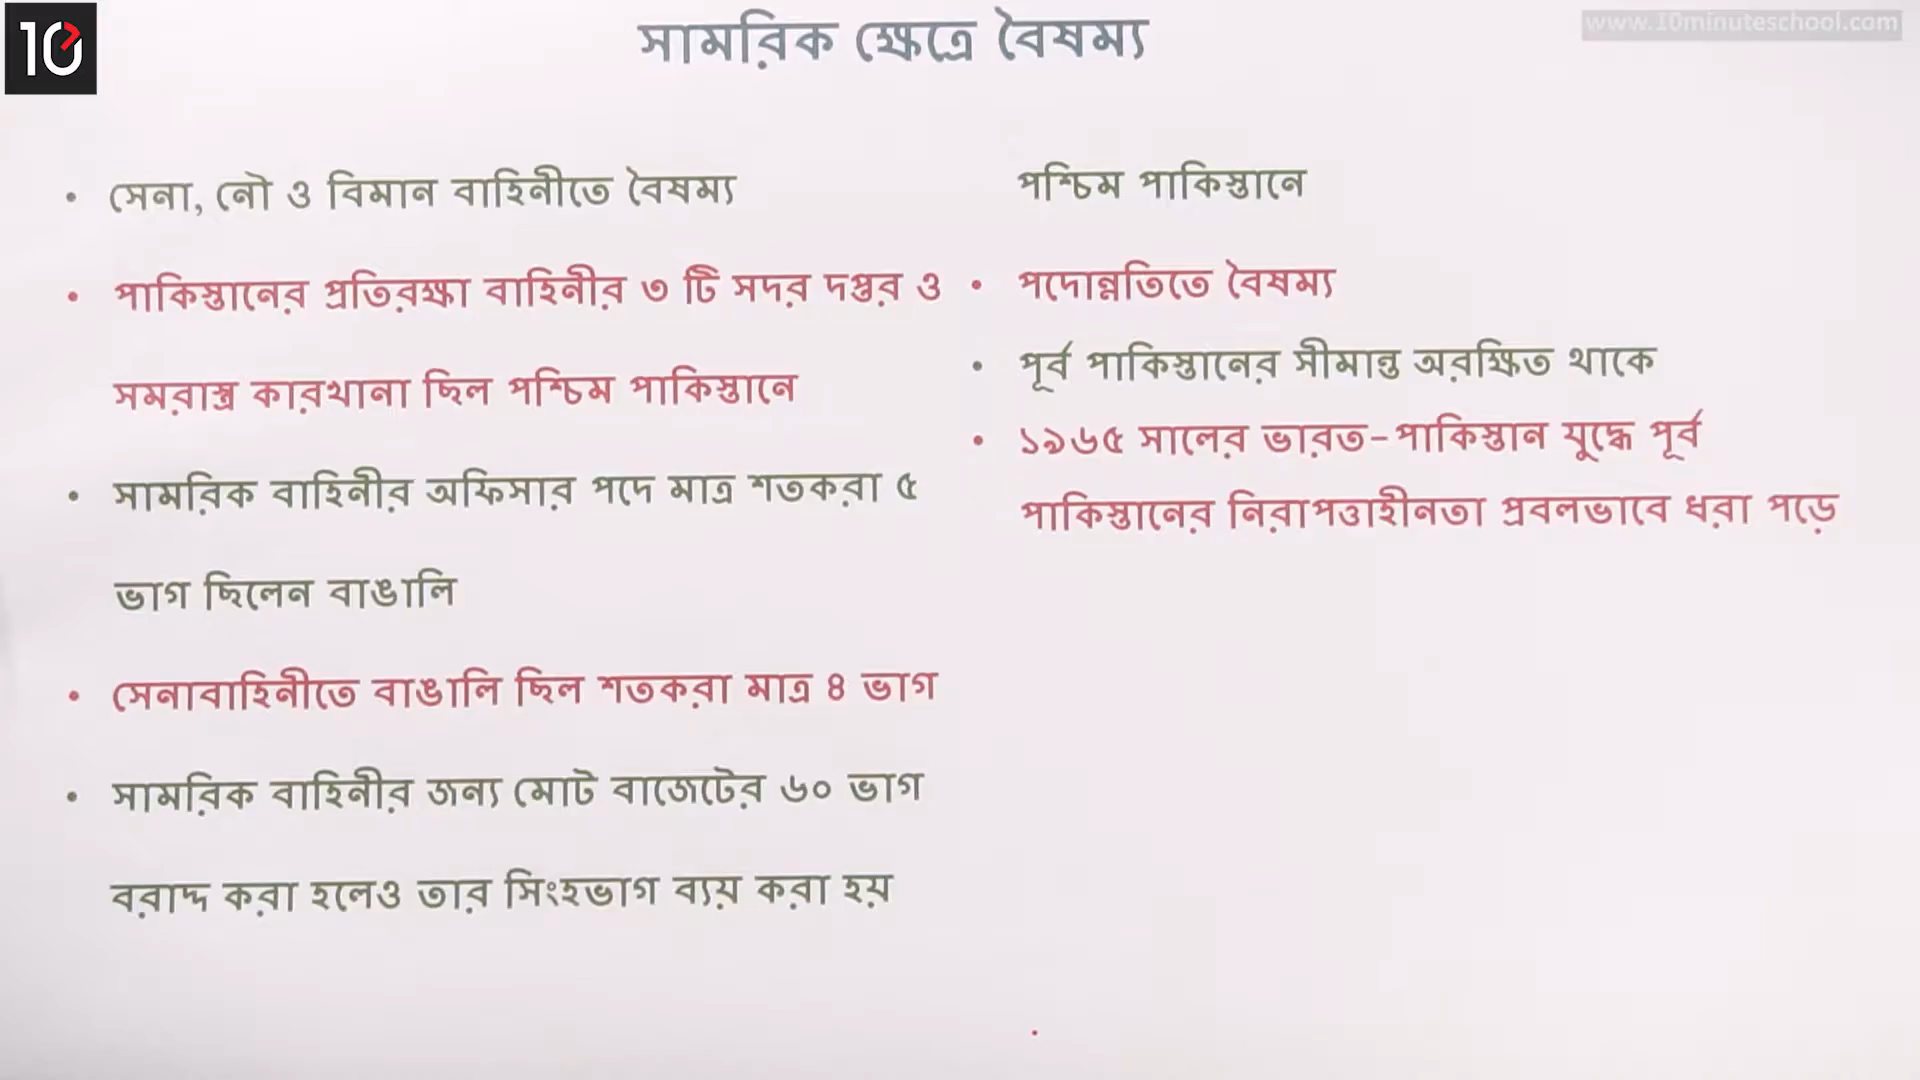 10
www.10minuteschool.com
সামরিক ক্ষেত্রে বৈষম্য
• সেনা, নৌ ও বিমান বাহিনীতে বৈষম্য
• পাকিস্তানের প্রতিরক্ষা বাহিনীর ৩ টি সদর দপ্তর ও
সমরাস্ত্র কারখানা ছিল পশ্চিম পাকিস্তানে
• সামরিক বাহিনীর অফিসার পদে মাত্র শতকরা ৫
ভাগ ছিলেন বাঙালি
• সেনাবাহিনীতে বাঙালি ছিল শতকরা মাত্র ৪ ভাগ
• সামরিক বাহিনীর জন্য মোট বাজেটের ৬০ ভাগ
বরাদ্দ করা হলেও তার সিংহভাগ ব্যয় করা হয়
পশ্চিম পাকিস্তানে
• পদোন্নতিতে বৈষম্য
• পূর্ব পাকিস্তানের সীমান্ত অরক্ষিত থাকে
• ১৯৬৫ সালের ভারত-পাকিস্তান যুদ্ধে পূর্ব
পাকিস্তানের নিরাপত্তাহীনতা প্রবলভাবে ধরা পড়ে